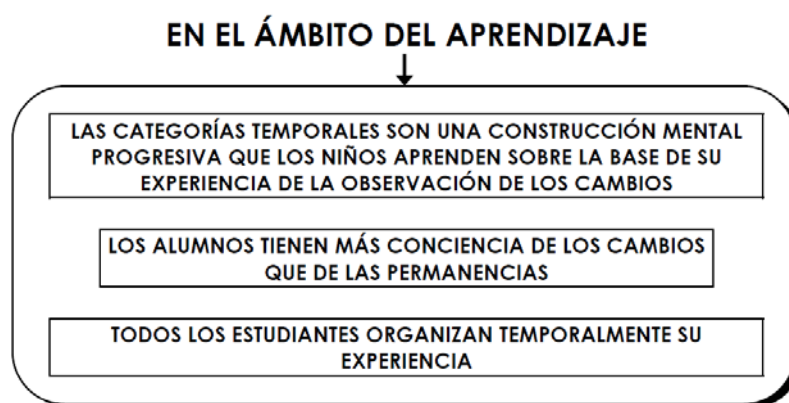 EN EL ÁMBITO DEL APRENDIZAJE
LAS CATEGORÍAS TEMPORALES SON UNA CONSTRUCCIÓN MENTAL
PROGRESIVA QUE LOS NIÑOS APRENDEN SOBRE LA BASE DE SU
EXPERIENCIA DE LA OBSERVACIÓN DE LOS CAMBIOS
LOS ALUMNOS TIENEN MÁS CONCIENCIA DE LOS CAMBIOS
QUE DE LAS PERMANENCIAS
TODOS LOS ESTUDIANTES ORGANIZAN TEMPORALMENTE SU
EXPERIENCIA